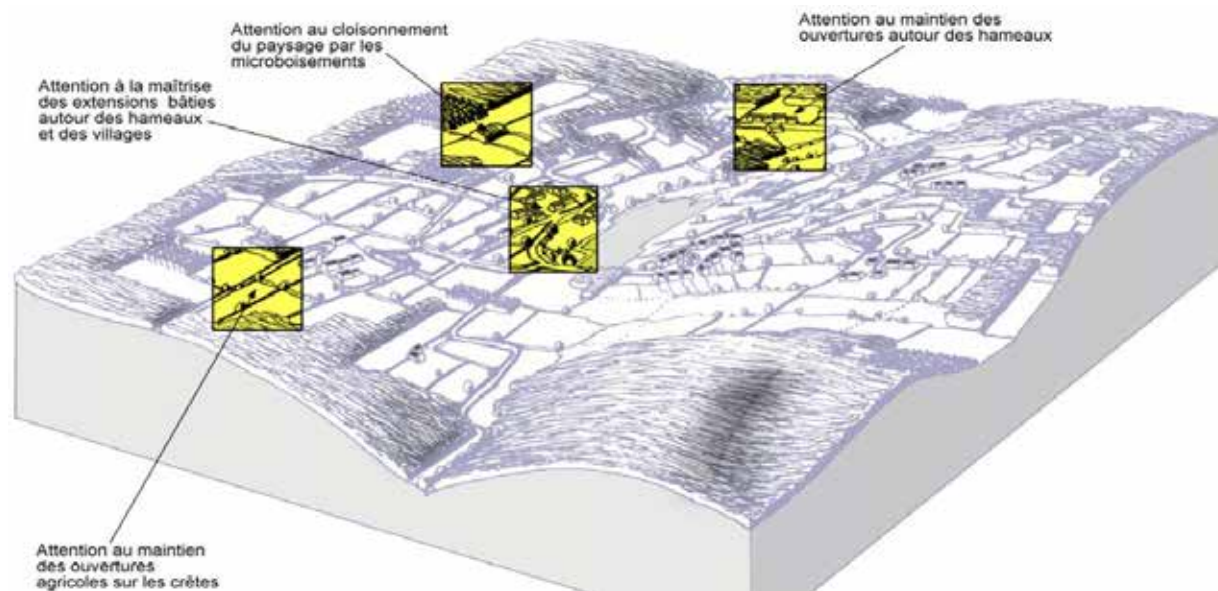 Attention au cloisonnement
du paysage par les
microboisements
Attention au maintien des
ouvertures autour des hameaux
Attention à la maîtrise
des extensions bâties
autour des hameaux
et des villages
Attention au maintien
des ouvertures
agricoles sur les crêtes